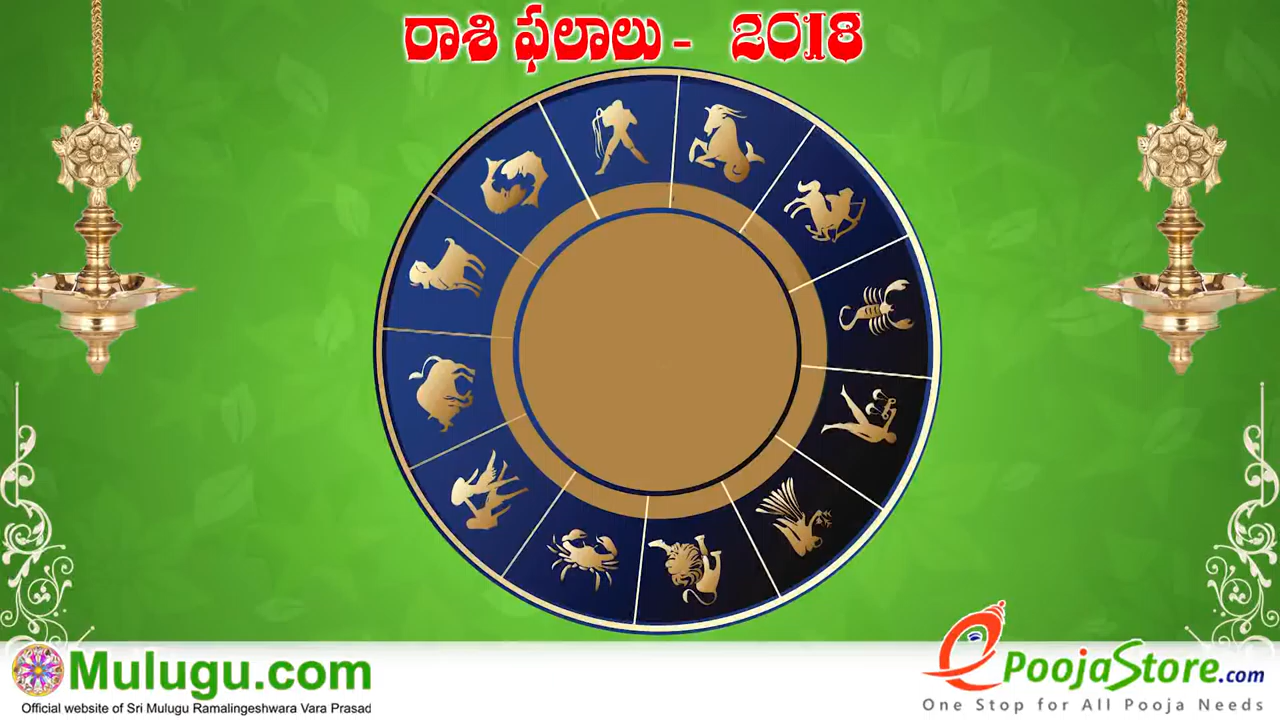 రాశి ఫలాలు - 2018
Mulugu.com
Official website of Sri Mulugu Ramalingeshwara Vara Prasad
ePoojaStore.com
One Stop for All Pooja Needs